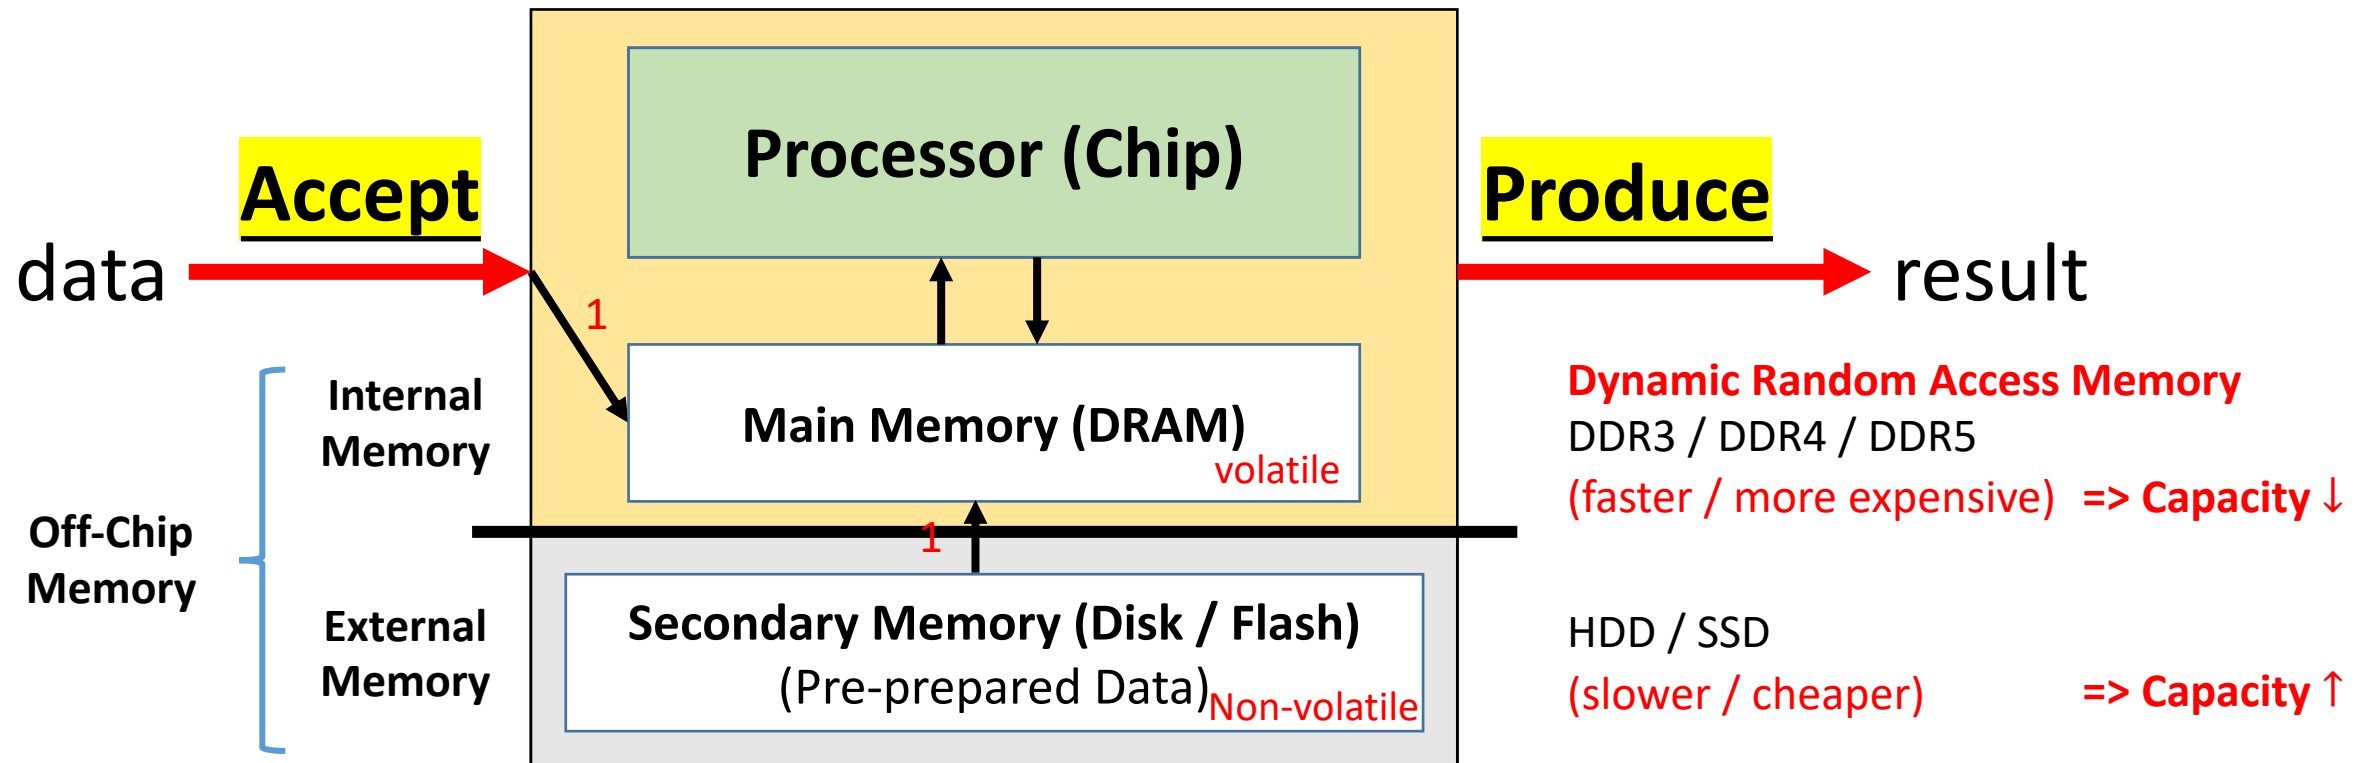 Processor (Chip)
Accept
Produce
data
result
1
Internal
Memory
Main Memory (DRAM)
volatile
Dynamic Random Access Memory
DDR3 / DDR4 / DDR5
(faster / more expensive) => Capacity ↓
Off-Chip
Memory
1
External
Memory
Secondary Memory (Disk / Flash)
(Pre-prepared Data)
Non-volatile
HDD / SSD
(slower / cheaper) => Capacity ↑